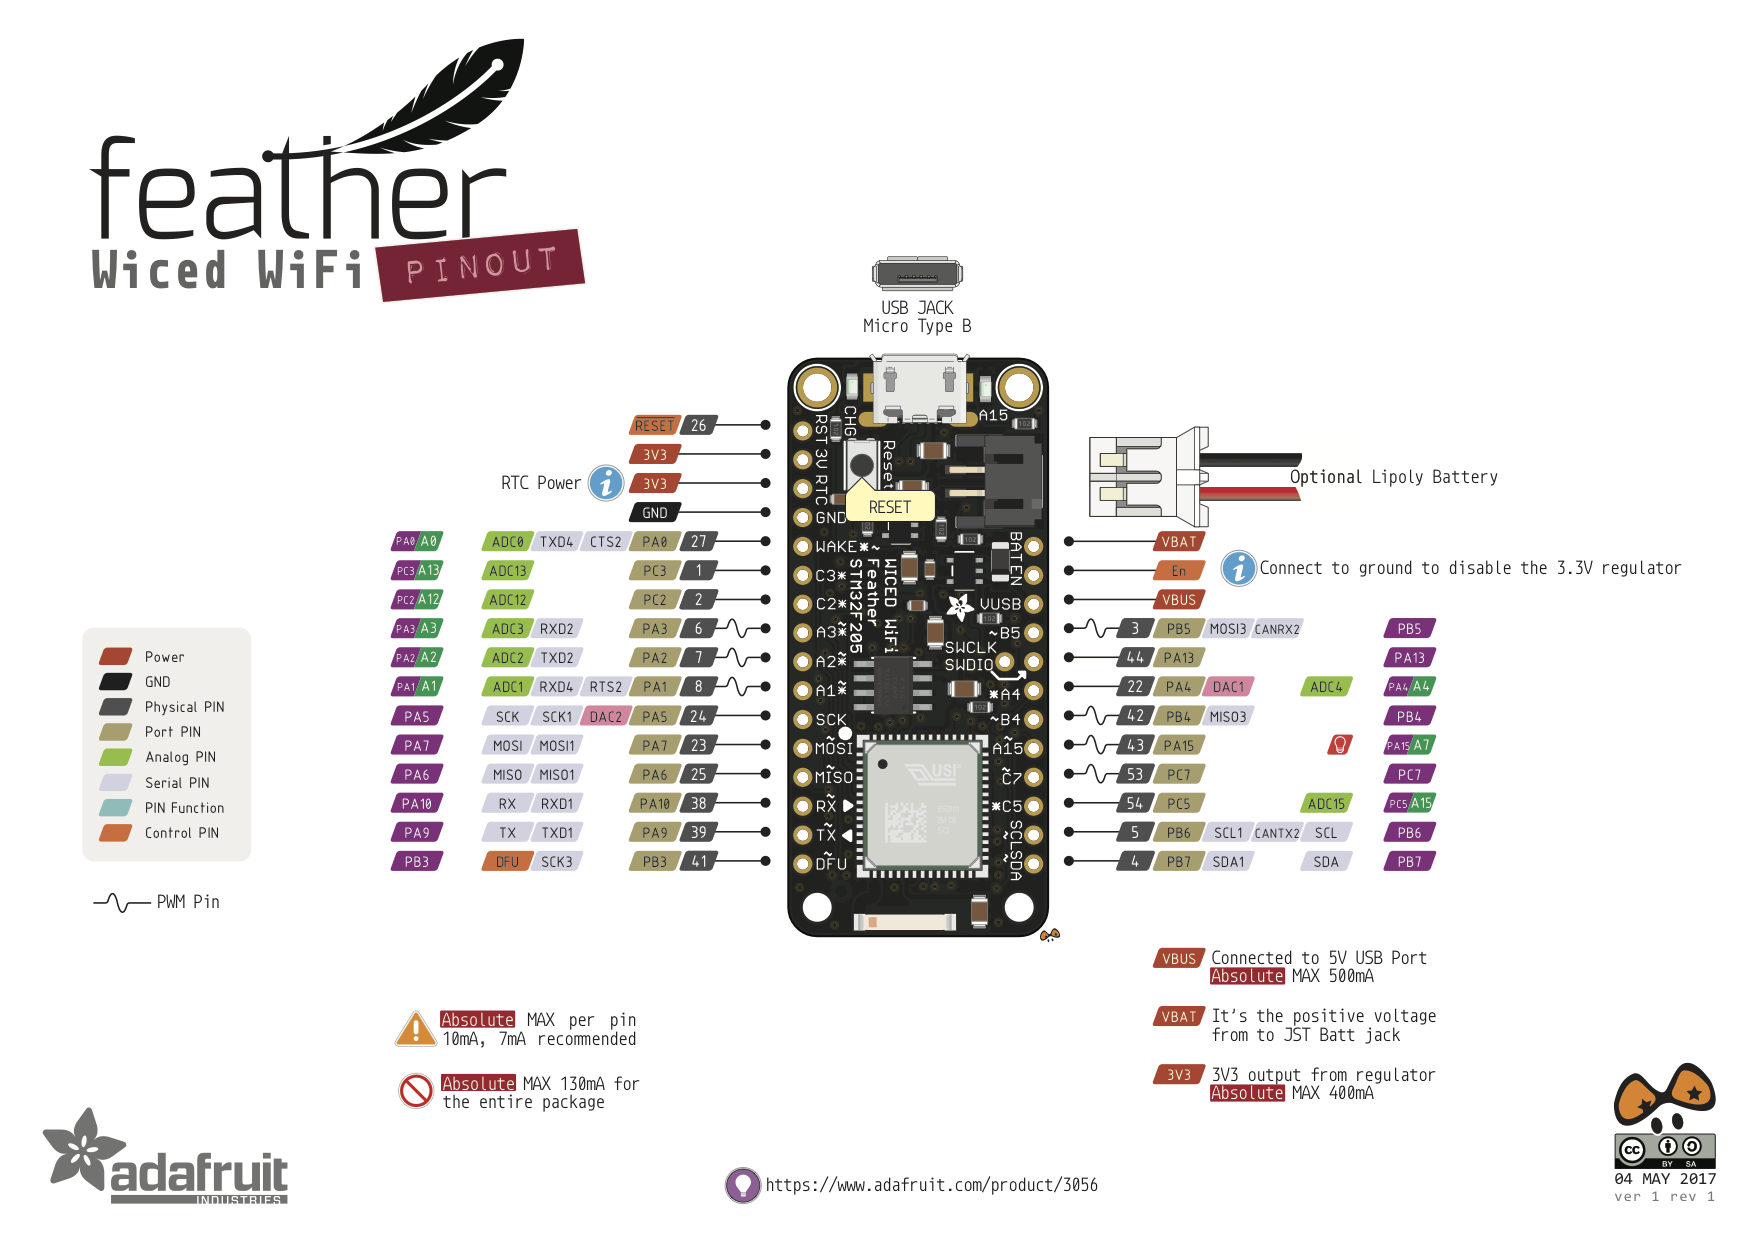 feather
Wiced WiFi PINOUT
USB JACK
Micro Type B
RESET 26
3V3
RTC Power i 3V3
GND
PA0 A0 ADC0 TXD4 CTS2 PA0 27
PC3 A13 ADC13 PC3 1
PC2 A12 ADC12 PC2 2
PA3 A3 ADC3 RXD2 PA3 6
PA2 A2 ADC2 TXD2 PA2 7
PA1 A1 ADC1 RXD4 RTS2 PA1 8
PA5 SCK SCK1 DAC2 PA5 24
PA7 MOSI MOSI1 PA7 23
PA6 MISO MISO1 PA6 25
PA10 RX RXD1 PA10 38
PA9 TX TXD1 PA9 39
PB3 DFU SCK3 PB3 41
Power
GND
Physical PIN
Port PIN
Analog PIN
Serial PIN
PIN Function
Control PIN
PWM Pin
RST
3V
RTC
GND
WAKE*~
C3*
C2*
A3*~
A2*~
A1*~
SCK
MOSI~
MISO~
RX~
TX~
DFU~
CHG
Reset
RESET
WICED WiFi
Feather
STM32F205
A15
102
102
102
102
102
102
102
BAT
EN
VUSB
~B5
SWCLK
SWDIO
*A4
~B4
A15~
C7~
*C5
~SCL
~SDA
USI
Optional Lipoly Battery
VBAT
En i Connect to ground to disable the 3.3V regulator
VBUS
3 PB5 MOSI3 CANRX2 PB5
44 PA13 PA13
22 PA4 DAC1 ADC4 PA4 A4
42 PB4 MISO3 PB4
43 PA15 PA15 A7
53 PC7 PC7
54 PC5 ADC15 PC5 A15
5 PB6 SCL1 CANTX2 SCL PB6
4 PB7 SDA1 SDA PB7
VBUS Connected to 5V USB Port
Absolute MAX 500mA
VBAT It's the positive voltage
from to JST Batt jack
3V3 3V3 output from regulator
Absolute MAX 400mA
! Absolute MAX per pin
10mA, 7mA recommended
Absolute MAX 130mA for
the entire package
adafruit
INDUSTRIES
https://www.adafruit.com/product/3056
cc
BY SA
04 MAY 2017
ver 1 rev 1